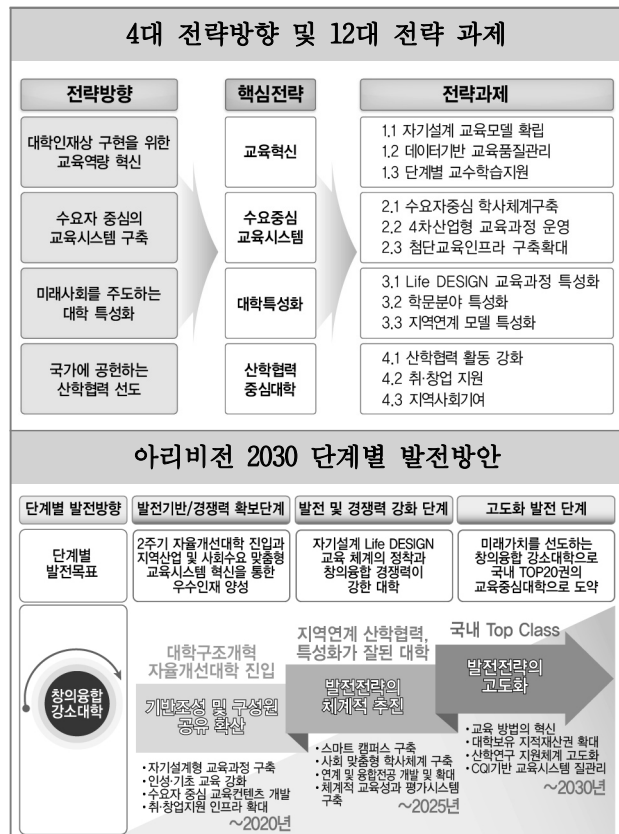 4대 전략방향 및 12대 전략 과제
전략방향
핵심전략
전략과제
대학인재상 구현을 위한
교육역량 혁신
교육혁신
1.1 자기설계 교육모델 확립
1.2 데이터기반 교육품질관리
1.3 단계별 교수학습지원
수요자 중심의
교육시스템 구축
수요중심
교육시스템
2.1 수요자중심 학사체계구축
2.2 4차산업형 교육과정 운영
2.3 첨단교육인프라 구축확대
미래사회를 주도하는
대학 특성화
대학특성화
3.1 Life DESIGN 교육과정 특성화
3.2 학문분야 특성화
3.3 지역연계 모델 특성화
국가에 공헌하는
산학협력 선도
산학협력
중심대학
4.1 산학협력 활동 강화
4.2 취·창업 지원
4.3 지역사회기여
아리비전 2030 단계별 발전방안
단계별 발전방향
발전기반/경쟁력 확보단계
발전 및 경쟁력 강화 단계
고도화 발전 단계
단계별
발전목표
2주기 자율개선대학 진입과
지역산업 및 사회수요 맞춤형
교육시스템 혁신을 통한
우수인재 양성
자기설계 Life DESIGN
교육 체계의 정착과
창의융합 경쟁력이
강한 대학
미래가치를 선도하는
창의융합 강소대학으로
국내 TOP20권의
교육중심대학으로 도약
창의융합
강소대학
대학구조개혁
자율개선대학 진입
기반조성 및 구성원
공유 확산
• 자기설계형 교육과정 구축
• 인성·기초 교육 강화
• 수요자 중심 교육컨텐츠 개발
• 취·창업지원 인프라 확대
~2020년
지역연계 산학협력,
특성화가 잘된 대학
발전전략의
체계적 추진
• 스마트 캠퍼스 구축
• 사회 맞춤형 학사체계 구축
• 연계 및 융합전공 개발 및 확대
• 체계적 교육성과 평가시스템
구축
~2025년
국내 Top Class
발전전략의
고도화
• 교육 방법의 혁신
• 대학보유 지적재산권 확대
• 산학연구 지원체계 고도화
• CQI기반 교육시스템 질관리
~2030년